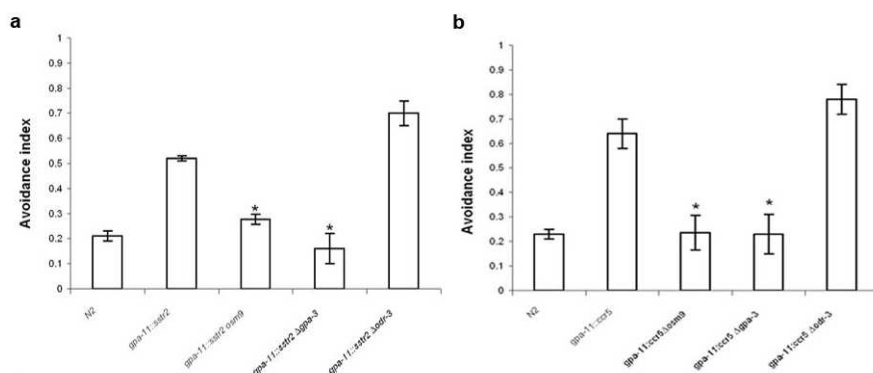 a
Avoidance index
1
0.9
0.8
0.7
0.6
0.5
0.4
0.3
0.2
0.1
0
*
*
N2
gpa-11::sstr2
gpa-11::sstr2 osm9
gpa-11::sstr2 Δgpa-3
gpa-11::sstr2 Δodr-3
b
Avoidance index
1
0.9
0.8
0.7
0.6
0.5
0.4
0.3
0.2
0.1
0
*
*
N2
gpa-11::ccr5
gpa-11::ccr5Δosm9
gpa-11::ccr5 Δgpa-3
gpa-11::ccr5 Δodr-3